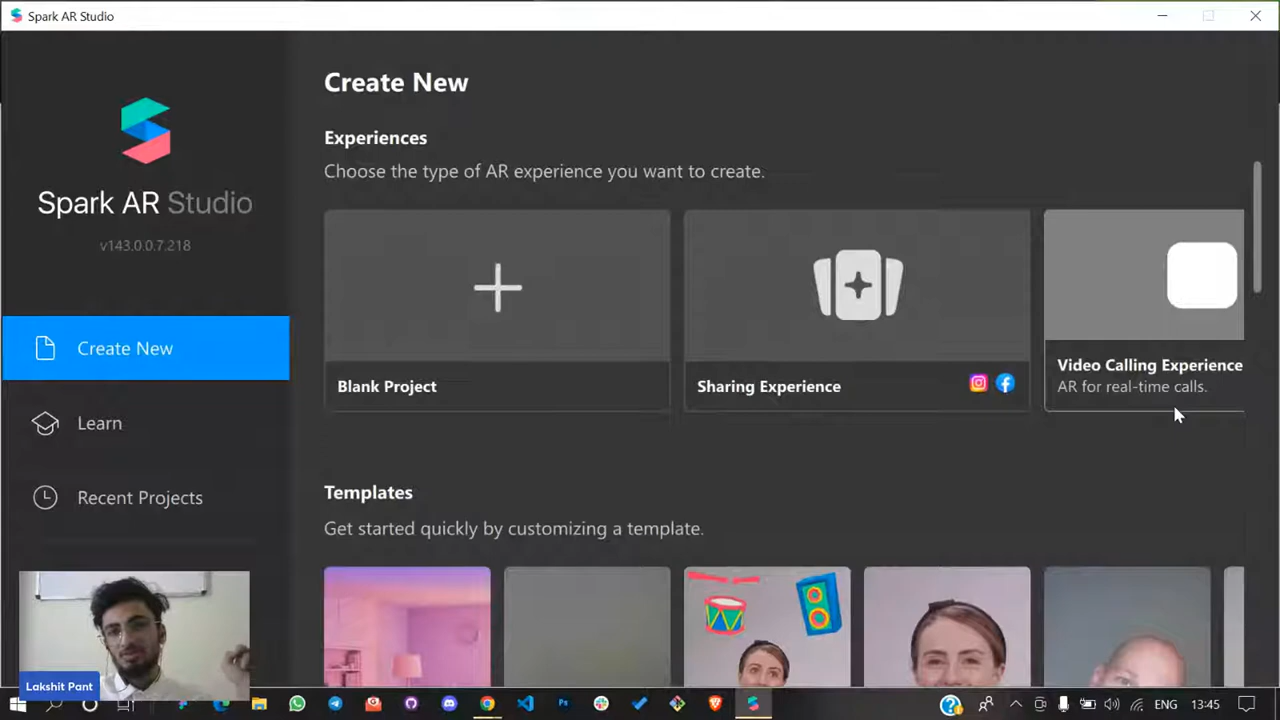 Spark AR Studio
Spark AR Studio
v143.0.0.7.218
Create New
Learn
Recent Projects
Create New
Experiences
Choose the type of AR experience you want to create.
Blank Project
Sharing Experience
Video Calling Experience
AR for real-time calls.
Templates
Get started quickly by customizing a template.
Lakshit Pant
ENG
13:45